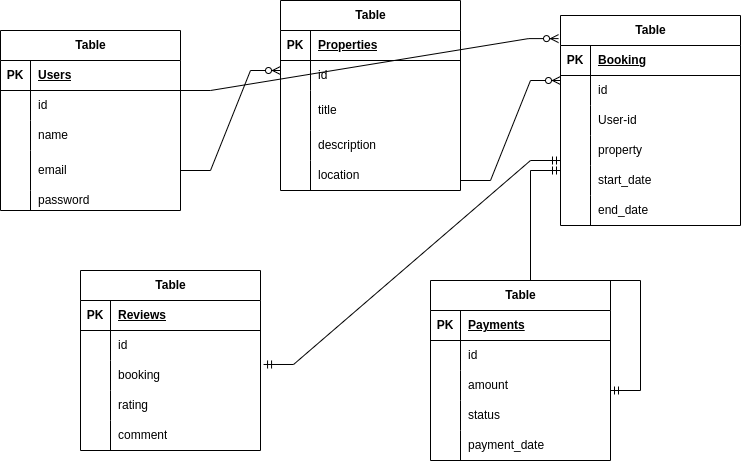 Table
PK Users
id
name
email
password
Table
PK Properties
id
title
description
location
Table
PK Booking
id
User-id
property
start_date
end_date
Table
PK Reviews
id
booking
rating
comment
Table
PK Payments
id
amount
status
payment_date